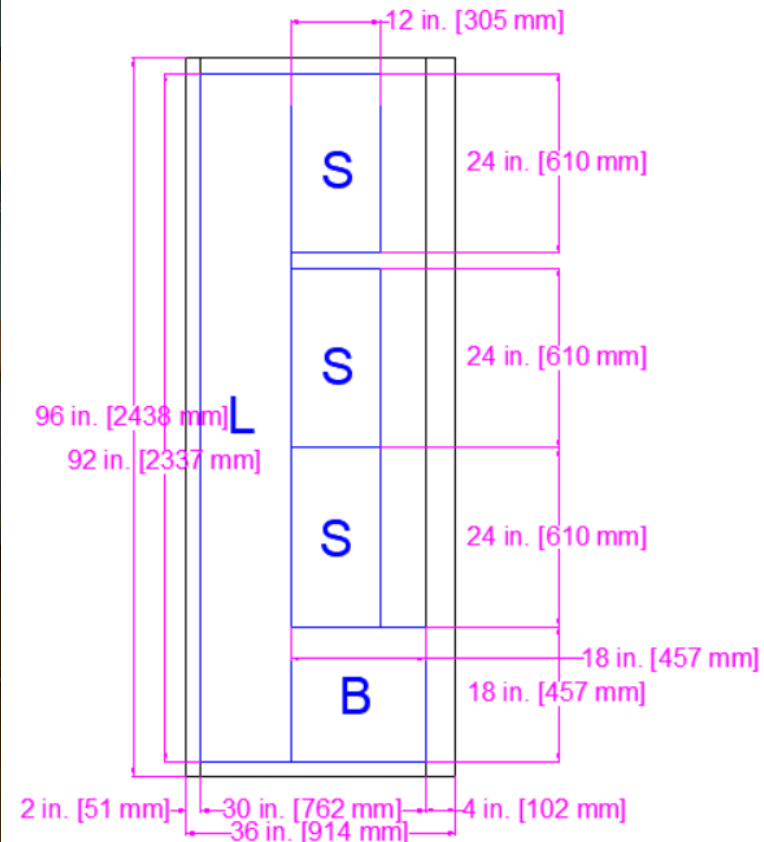 12 in. [305 mm]
S
24 in. [610 mm]
S
24 in. [610 mm]
96 in. [2438 mm]
L
92 in. [2337 mm]
S
24 in. [610 mm]
18 in. [457 mm]
B
18 in. [457 mm]
2 in. [51 mm]
30 in. [762 mm]
4 in. [102 mm]
36 in. [914 mm]